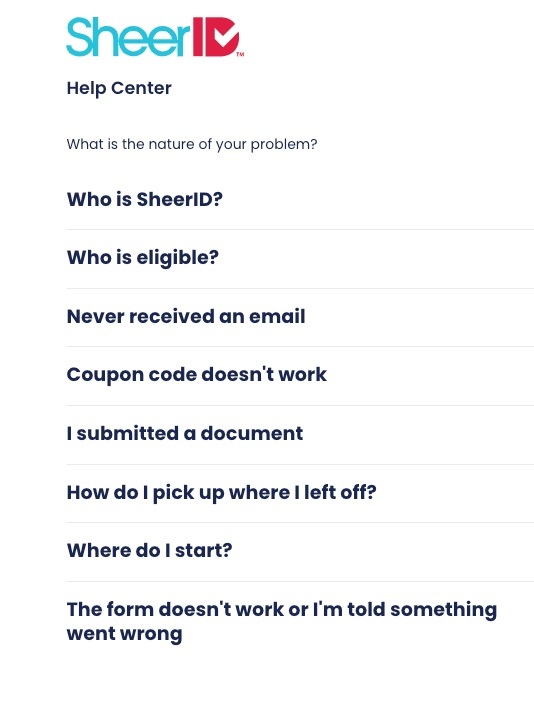 SheerID™
Help Center
What is the nature of your problem?
Who is SheerID?
Who is eligible?
Never received an email
Coupon code doesn't work
I submitted a document
How do I pick up where I left off?
Where do I start?
The form doesn't work or I'm told something
went wrong